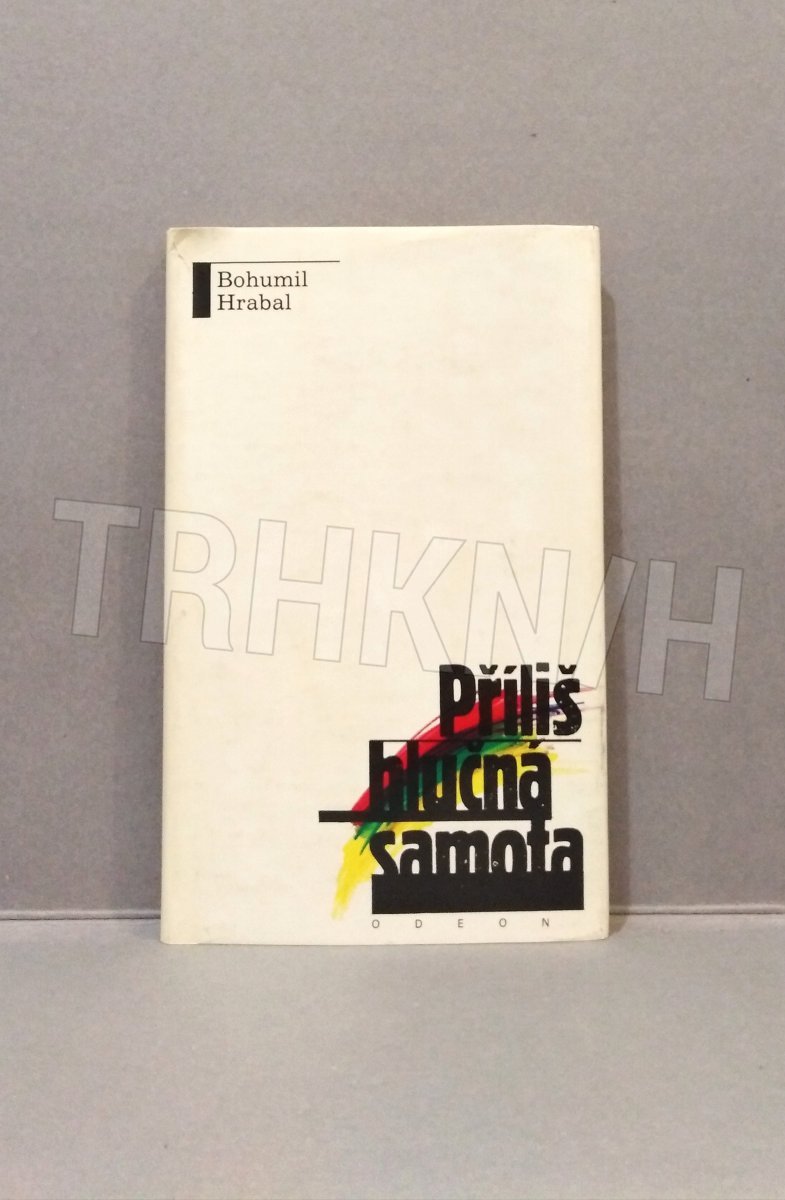 Bohumil
Hrabal
TRHKNIH
Příliš
hlučná
samota
ODEON